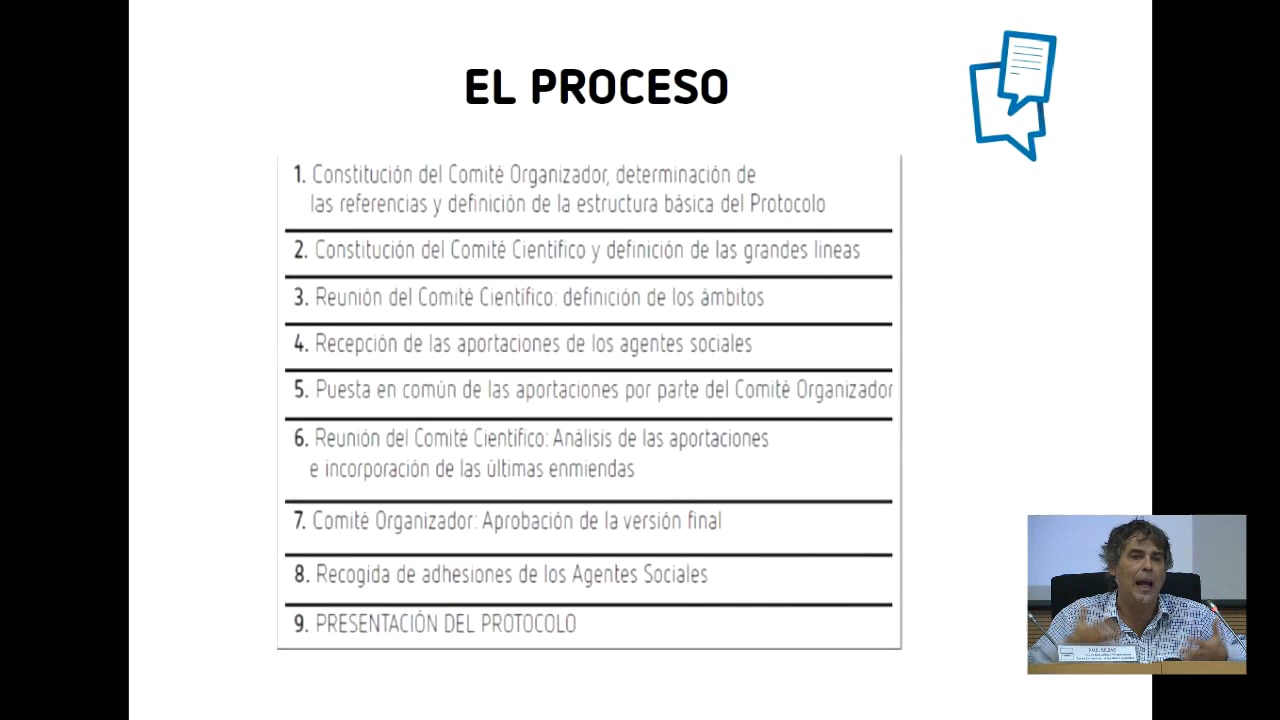 EL PROCESO
1. Constitución del Comité Organizador, determinación de
las referencias y definición de la estructura básica del Protocolo
2. Constitución del Comité Científico y definición de las grandes lineas
3. Reunión del Comité Científico: definición de los ámbitos
4. Recepción de las aportaciones de los agentes sociales
5. Puesta en común de las aportaciones por parte del Comité Organizador
6. Reunión del Comité Científico: Análisis de las aportaciones
e incorporación de las últimas enmiendas
7. Comité Organizador: Aprobación de la versión final
8. Recogida de adhesiones de los Agentes Sociales
9. PRESENTACIÓN DEL PROTOCOLO